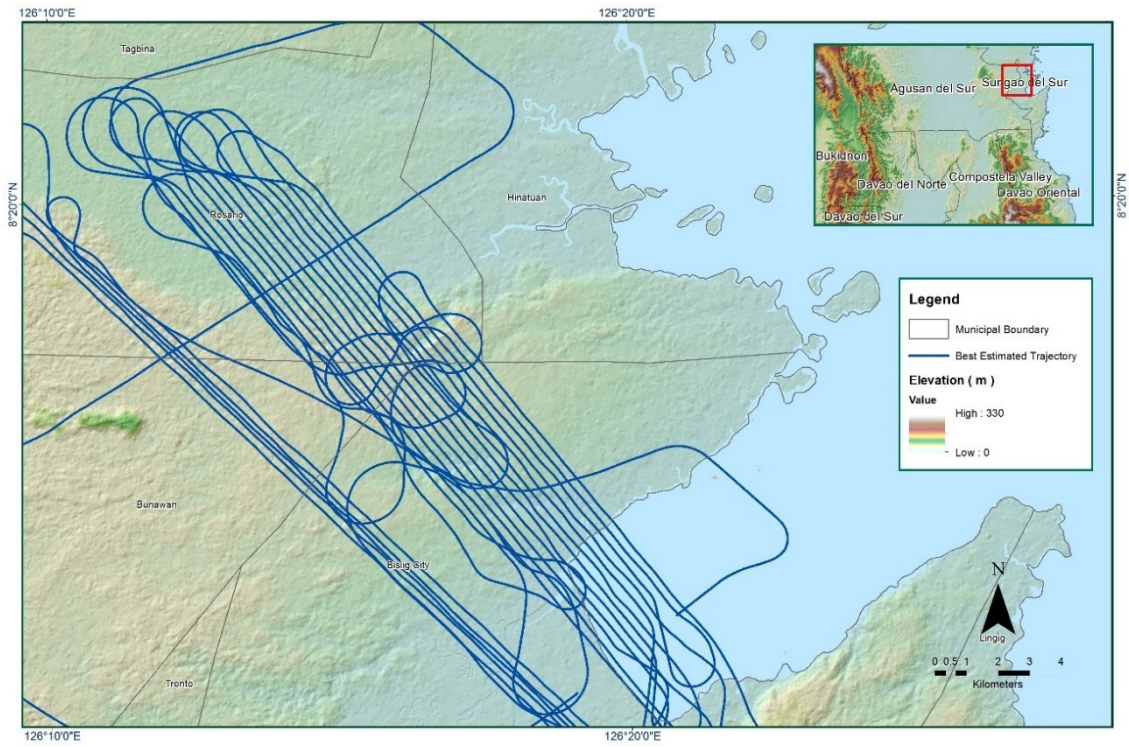 126°10'0"E
126°20'0"E
Tagbina
Agusan del Sur
Surigao del Sur
Bukidnon
Compostela Valley
Davao del Norte
Davao Oriental
Davao del Sur
8°20'0"N
8°20'0"N
Rosario
Hinatuan
Legend
Municipal Boundary
Best Estimated Trajectory
Elevation ( m )
Value
High : 330
Low : 0
Bunawan
Bislig City
N
Lingig
0 0.5 1 2 3 4
Kilometers
Tronto
126°10'0"E
126°20'0"E